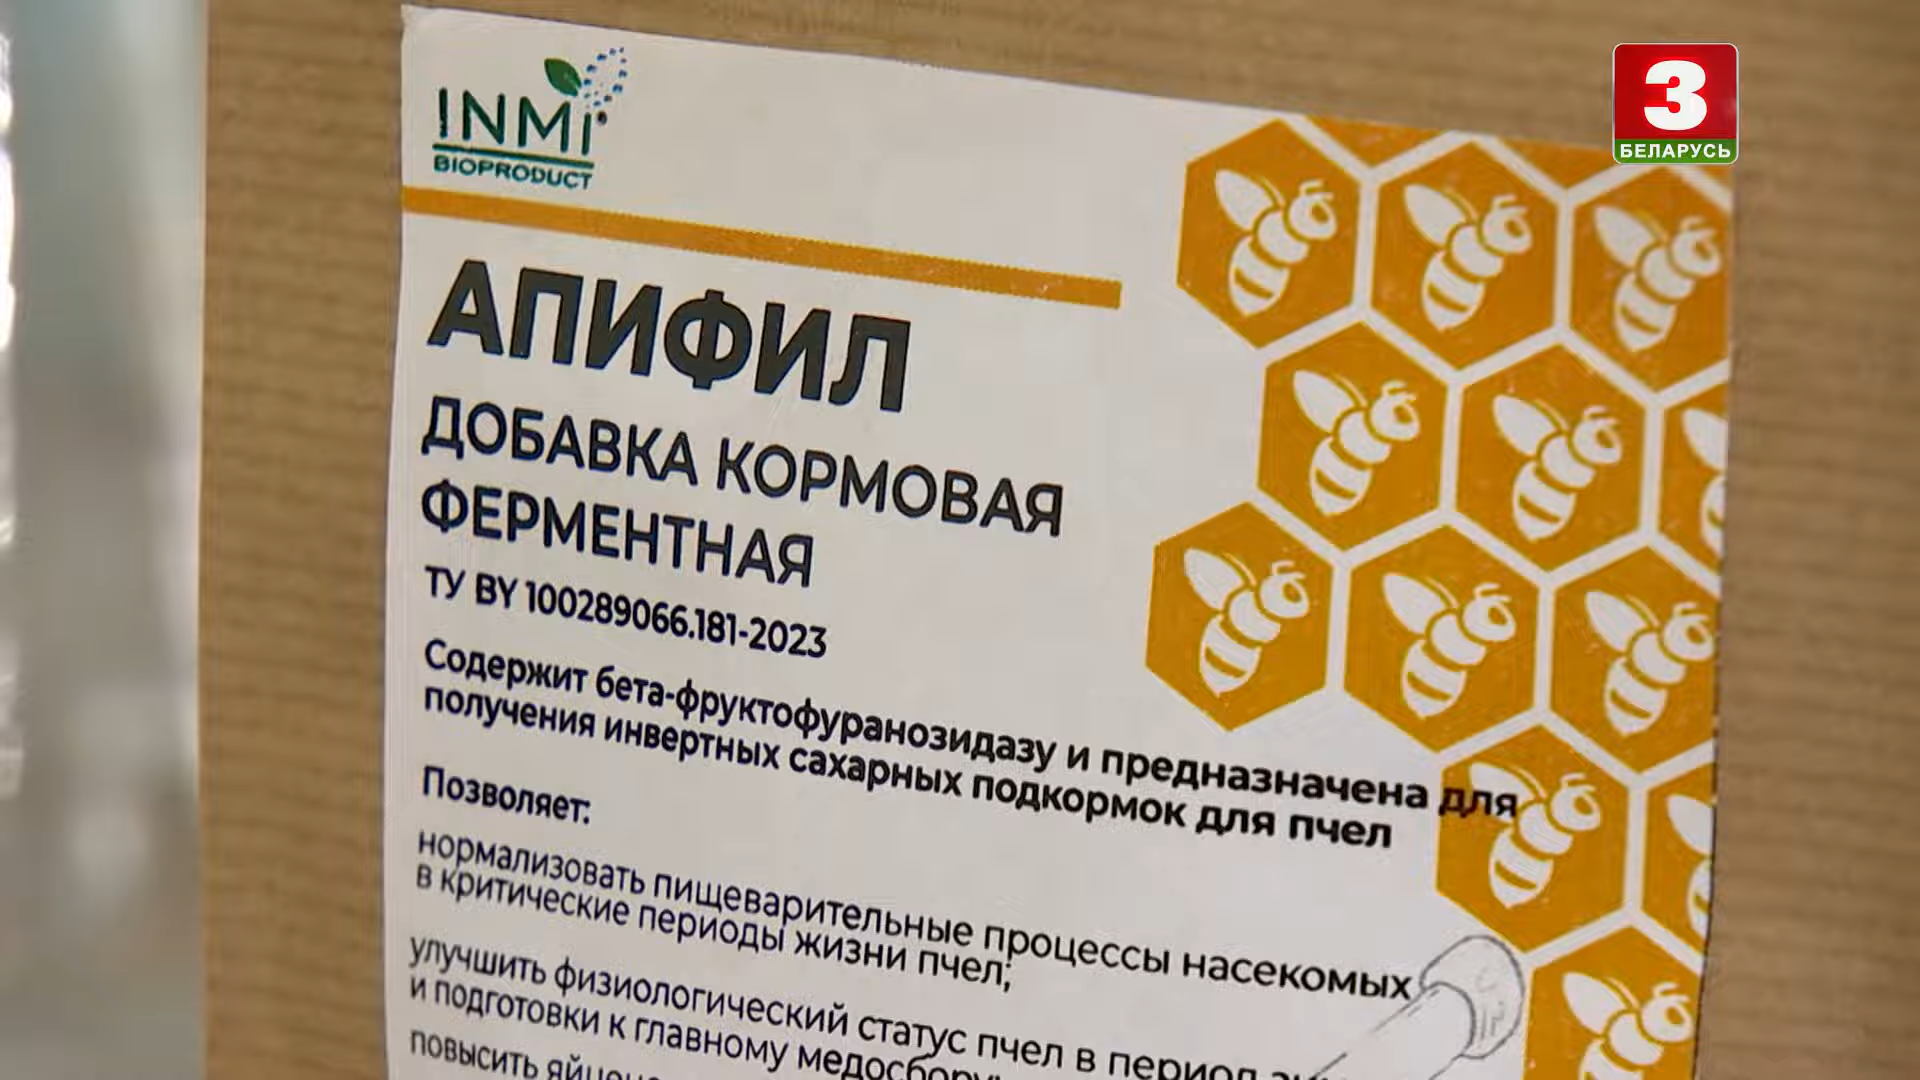 INMi
BIOPRODUCT
3
БЕЛАРУСЬ
АПИФИЛ
ДОБАВКА КОРМОВАЯ
ФЕРМЕНТНАЯ
ТУ BY 100289066.181-2023
Содержит бета-фруктофуранозидазу и предназначена для
получения инвертных сахарных подкормок для пчел
Позволяет:
нормализовать пищеварительные процессы насекомых
в критические периоды жизни пчел;
улучшить физиологический статус пчел в период
и подготовки к главному медосбору;
повысить